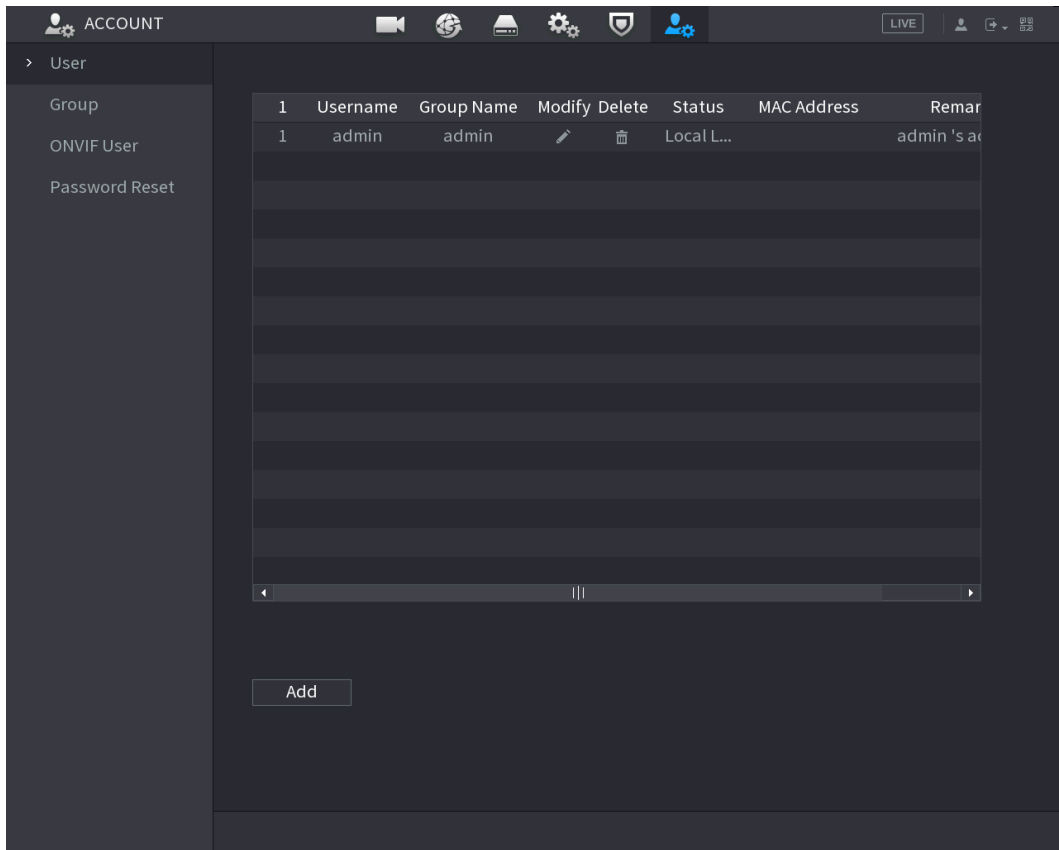 ACCOUNT LIVE
User
Group
ONVIF User
Password Reset
1 Username Group Name Modify Delete Status MAC Address Remar
1 admin admin Local L... admin 's a
Add